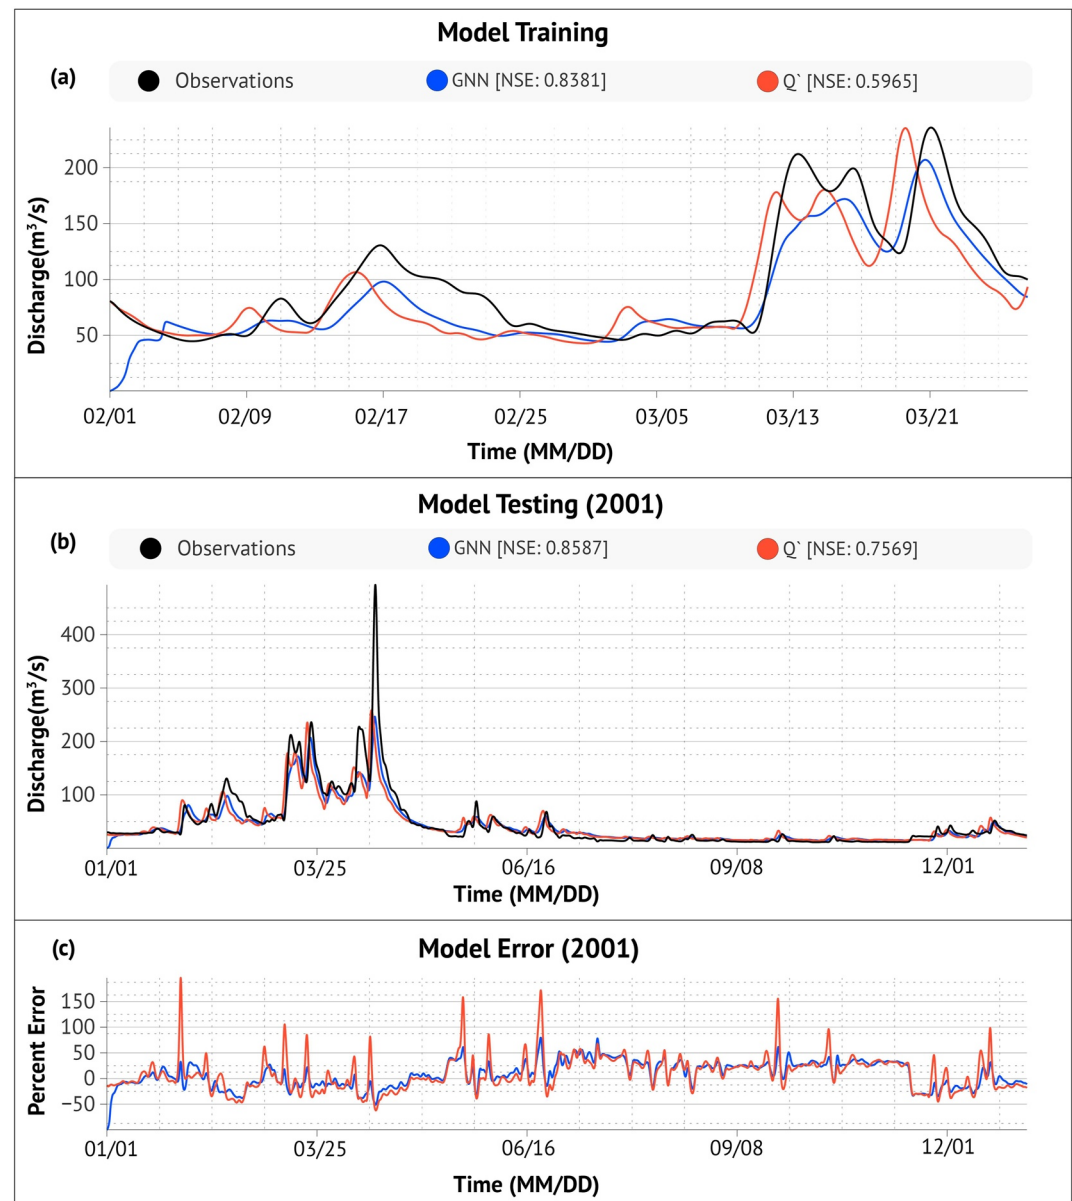 Model Training
(a) Observations GNN [NSE: 0.8381] Q` [NSE: 0.5965]
Discharge(m³/s)
200
150
100
50
02/01 02/09 02/17 02/25 03/05 03/13 03/21
Time (MM/DD)
Model Testing (2001)
(b) Observations GNN [NSE: 0.8587] Q` [NSE: 0.7569]
Discharge(m³/s)
400
300
200
100
01/01 03/25 06/16 09/08 12/01
Time (MM/DD)
(c) Model Error (2001)
Percent Error
150
100
50
0
−50
01/01 03/25 06/16 09/08 12/01
Time (MM/DD)